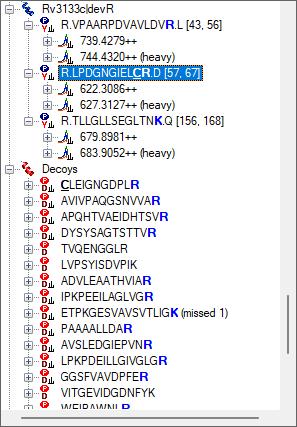 Rv3133c|devR
R.VPAARPDVAVLDVR.L [43, 56]
739.4279++
744.4320++ (heavy)
R.LPDGNGIELCR.D [57, 67]
622.3086++
627.3127++ (heavy)
R.TLLGLLSEGLTNK.Q [156, 168]
679.8981++
683.9052++ (heavy)
Decoys
CLEIGNGDPLR
AVIVPAQGSNVVAR
APQHTVAEIDHTSVR
DYSYSAGTSTTVR
TVQENGGLR
LVPSYISDVPIK
ADVLEAATHVIAR
IPKPEEILAGLVGR
ETPKGESVAVSVTLIGK (missed 1)
PAAAALLDAR
AVSLEDGIEPVNR
LPKPDEILLGIVGLGR
GGSFVAVDPFER
VITGEVIDGDNFYK
WEIPAWNLR